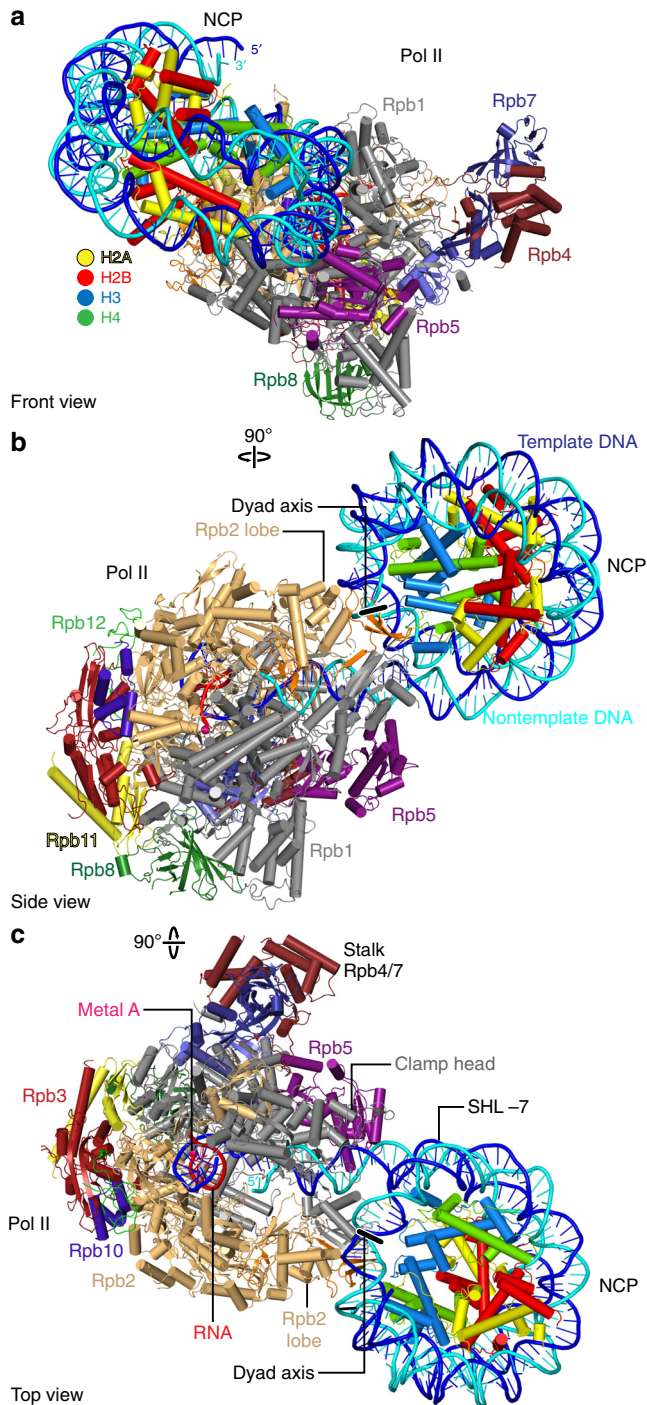 a
NCP
5′
3′
Pol II
Rpb1
Rpb7
Rpb4
H2A
H2B
H3
H4
Rpb5
Rpb8
Front view
b
90°
Template DNA
Dyad axis
Rpb2 lobe
Pol II
NCP
Rpb12
Nontemplate DNA
Rpb5
Rpb11
Rpb1
Rpb8
Side view
c
90°
Stalk
Rpb4/7
Metal A
Rpb5
Clamp head
Rpb3
SHL –7
5′
Pol II
Rpb10
Rpb2
NCP
Rpb2
lobe
RNA
Dyad axis
Top view